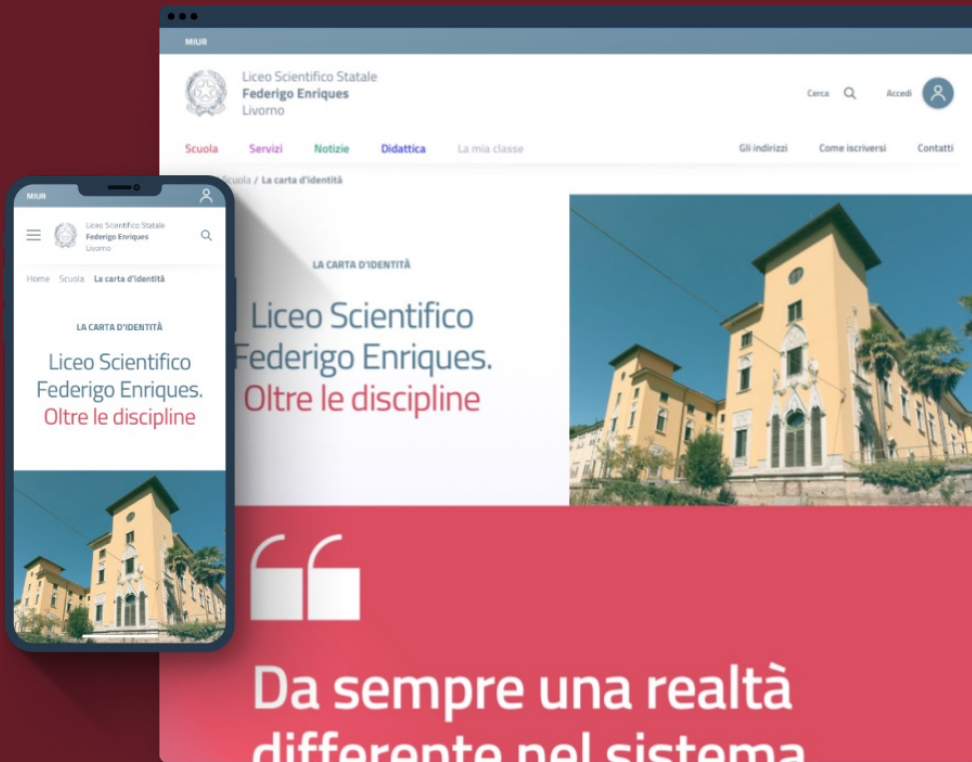 MIUR
Liceo Scientifico Statale
Federigo Enriques
Livorno
Cerca
Accedi
Scuola
Servizi
Notizie
Didattica
La mia classe
Gli indirizzi
Come iscriversi
Contatti
Scuola / La carta d'identità
LA CARTA D'IDENTITÀ
Liceo Scientifico
Federigo Enriques.
Oltre le discipline
Da sempre una realtà
differente nel sistema
MIUR
Liceo Scientifico Statale
Federigo Enriques
Livorno
Home Scuola La carta d'identità
LA CARTA D'IDENTITÀ
Liceo Scientifico
Federigo Enriques.
Oltre le discipline